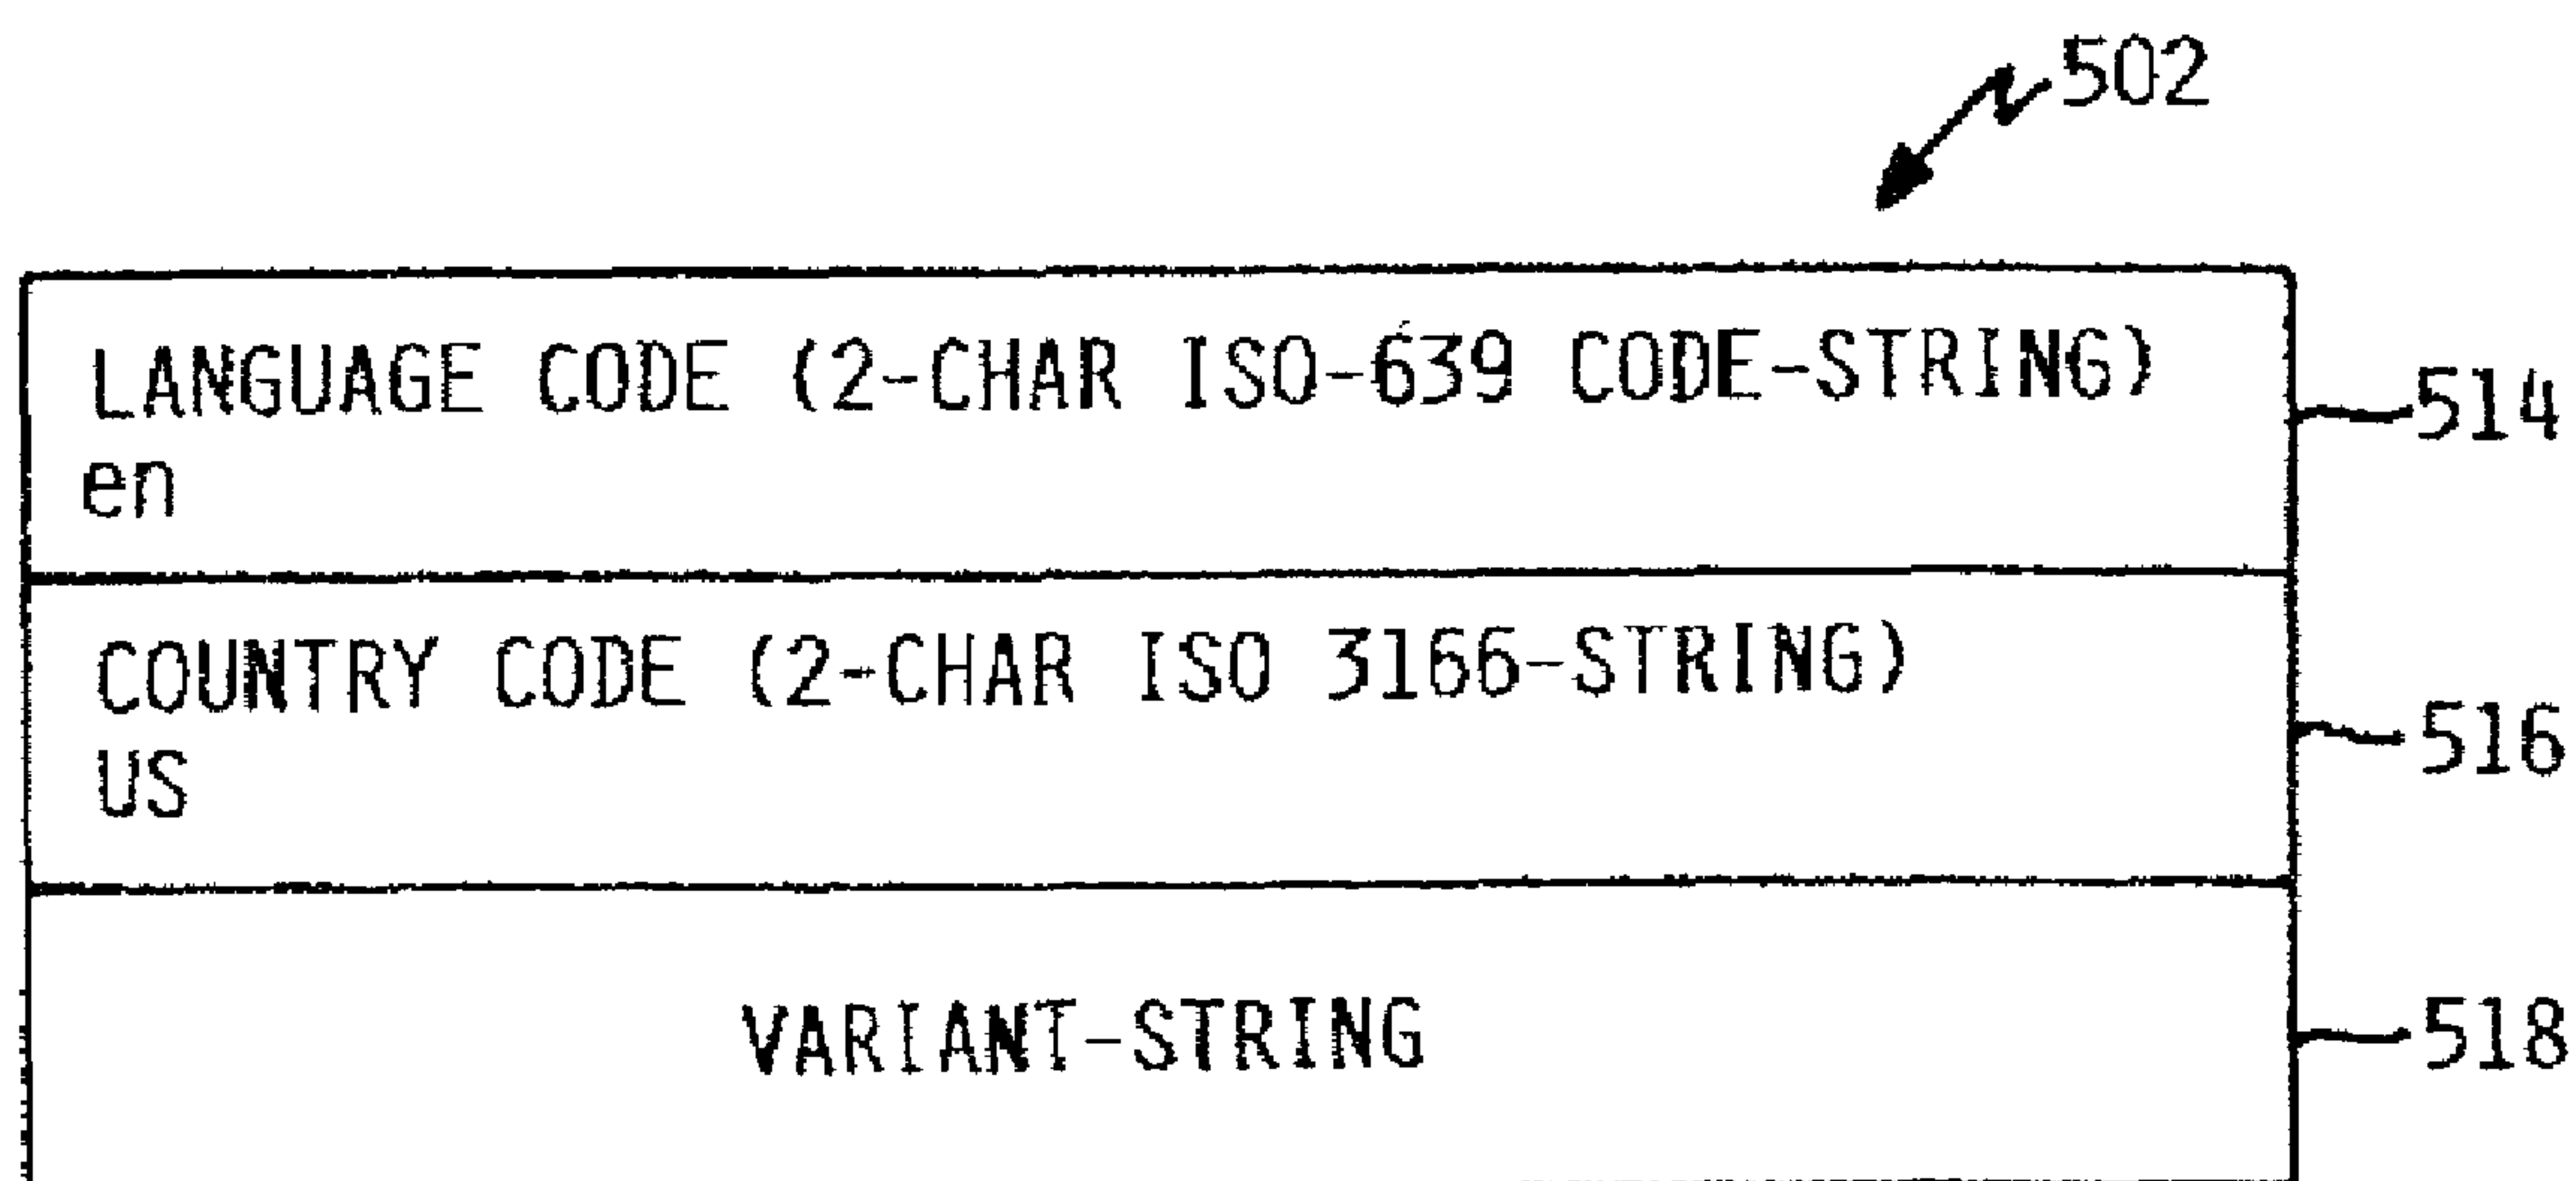 502
LANGUAGE CODE (2-CHAR ISO-639 CODE-STRING)
514
en
COUNTRY CODE (2-CHAR ISO 3166-STRING)
516
US
VARIANT-STRING
518